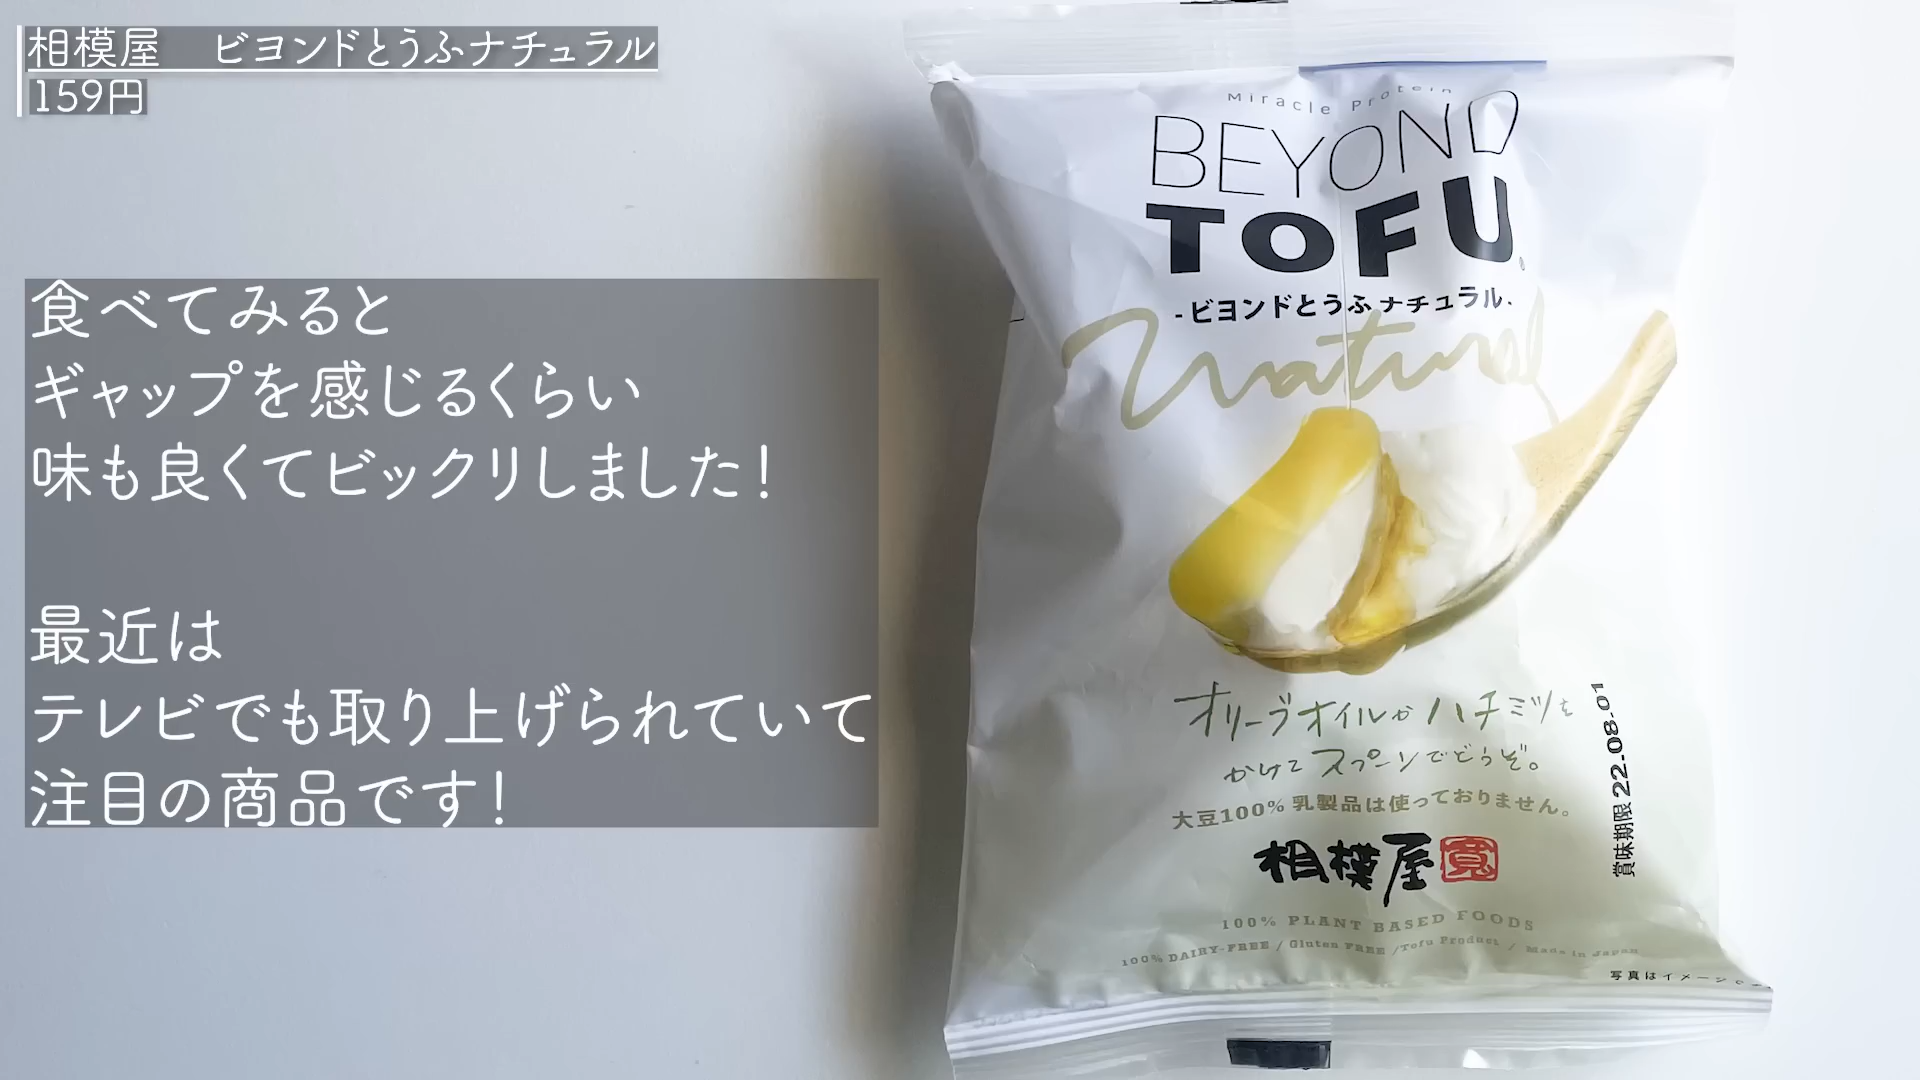 相模屋　ビヨンドとうふナチュラル
159円
食べてみると
ギャップを感じるくらい
味も良くてビックリしました！
最近は
テレビでも取り上げられていて
注目の商品です！
Miracle Protein
BEYOND
TOFU
-ビヨンドとうふ ナチュラル-
Natural
オリーブオイルかハチミツを
かけてスプーンでどうぞ。
大豆100% 乳製品は使っておりません。
賞味期限 22.08.01
相模屋
100% PLANT BASED FOODS
100% DAIRY-FREE / Gluten FREE / Tofu Product / Made in Japan
写真はイメージ